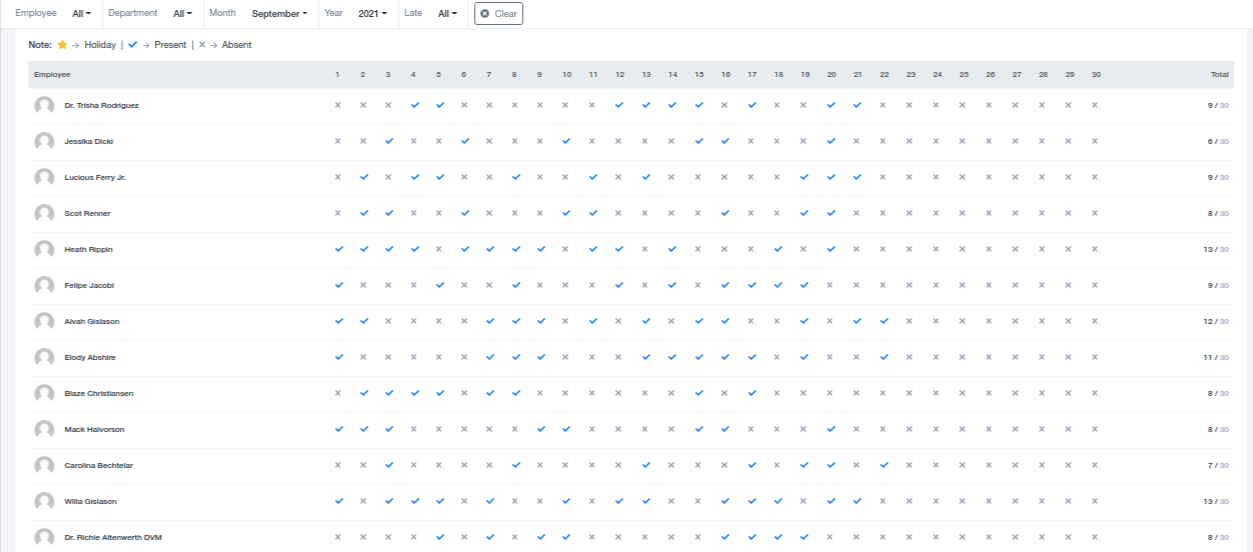 Employee All Department All Month September Year 2021 Late All Clear
Note: ★ → Holiday | ✓ → Present | × → Absent
Employee 1 2 3 4 5 6 7 8 9 10 11 12 13 14 15 16 17 18 19 20 21 22 23 24 25 26 27 28 29 30 Total
Dr. Trisha Rodriguez × × × ✓ ✓ × × × × × × ✓ ✓ ✓ ✓ × ✓ × × ✓ ✓ × × × × × × × × × 9 / 30
Jessika Dicki × × ✓ × × ✓ × × × ✓ × × × × ✓ ✓ × × × ✓ × × × × × × × × × × 6 / 30
Lucious Ferry Jr. × ✓ × ✓ ✓ × × ✓ × × ✓ × ✓ × × × × × ✓ ✓ ✓ × × × × × × × × × 9 / 30
Scot Renner × ✓ ✓ × × ✓ × × × ✓ ✓ × × × × ✓ × × ✓ ✓ × × × × × × × × × × 8 / 30
Heath Rippin ✓ ✓ ✓ ✓ × ✓ ✓ ✓ ✓ × ✓ ✓ × ✓ × × × ✓ × ✓ × × × × × × × × × × 13 / 30
Felipe Jacobi ✓ × × × ✓ × × ✓ × × × ✓ × ✓ × ✓ ✓ ✓ ✓ × × × × × × × × × × × 9 / 30
Alvah Gislason ✓ ✓ × × × × ✓ ✓ ✓ × ✓ × ✓ × ✓ ✓ × × ✓ × ✓ ✓ × × × × × × × × 12 / 30
Elody Abshire ✓ × × × × × ✓ ✓ ✓ × × × ✓ ✓ ✓ ✓ ✓ × ✓ × × ✓ × × × × × × × × 11 / 30
Blaze Christiansen × ✓ ✓ ✓ ✓ × ✓ ✓ × × × × × × ✓ × ✓ × × × × × × × × × × × × × 8 / 30
Mack Halvorson ✓ ✓ ✓ × × × × × ✓ ✓ × × × × ✓ ✓ × × × ✓ × × × × × × × × × × 8 / 30
Carolina Bechtelar × × ✓ × × × × ✓ × × × × ✓ × × × ✓ × ✓ ✓ × ✓ × × × × × × × × 7 / 30
Willa Gislason ✓ × ✓ ✓ ✓ × ✓ × × ✓ × ✓ ✓ × × ✓ ✓ ✓ × ✓ ✓ × × × × × × × × × 13 / 30
Dr. Richie Altenwerth DVM × × × × ✓ × ✓ × ✓ ✓ × × × × × ✓ ✓ ✓ ✓ × × × × × × × × × × × 8 / 30